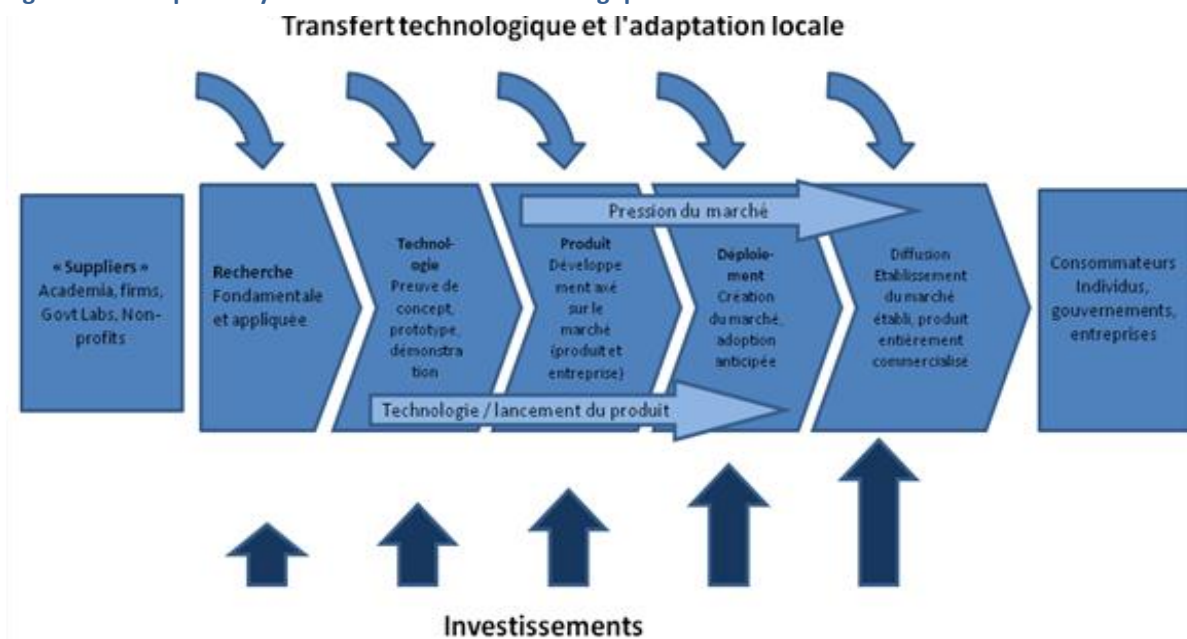 Transfert technologique et l'adaptation locale
« Suppliers »
Academia, firms,
Govt Labs, Non-
profits
Recherche
Fondamentale
et appliquée
Technol-
ogie
Preuve de
concept,
prototype,
démonstra
tion
Produit
Développe
ment axé
sur le
marché
(produit et
entreprise)
Déploie-
ment
Création
du marché,
adoption
anticipée
Diffusion
Etablissement
du marché
établi, produit
entièrement
commercialisé
Consommateurs
Individus,
gouvernements,
entreprises
Pression du marché
Technologie / lancement du produit
Investissements